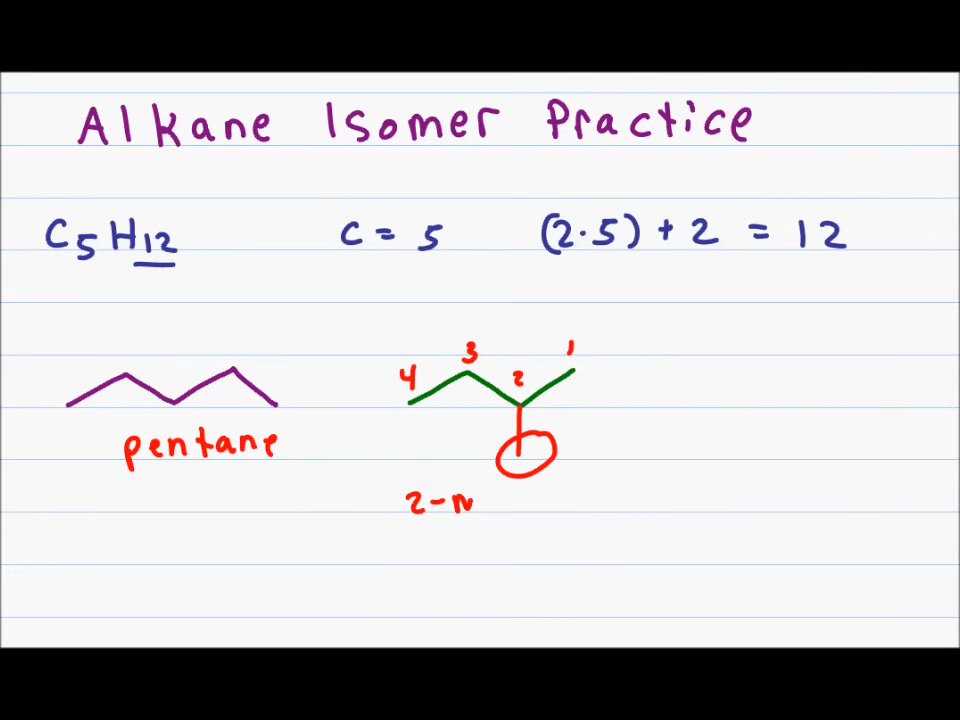 Alkane Isomer Practice
C₅H₁₂ C = 5 (2·5) + 2 = 12
4 3 2 1
pentane
2-m